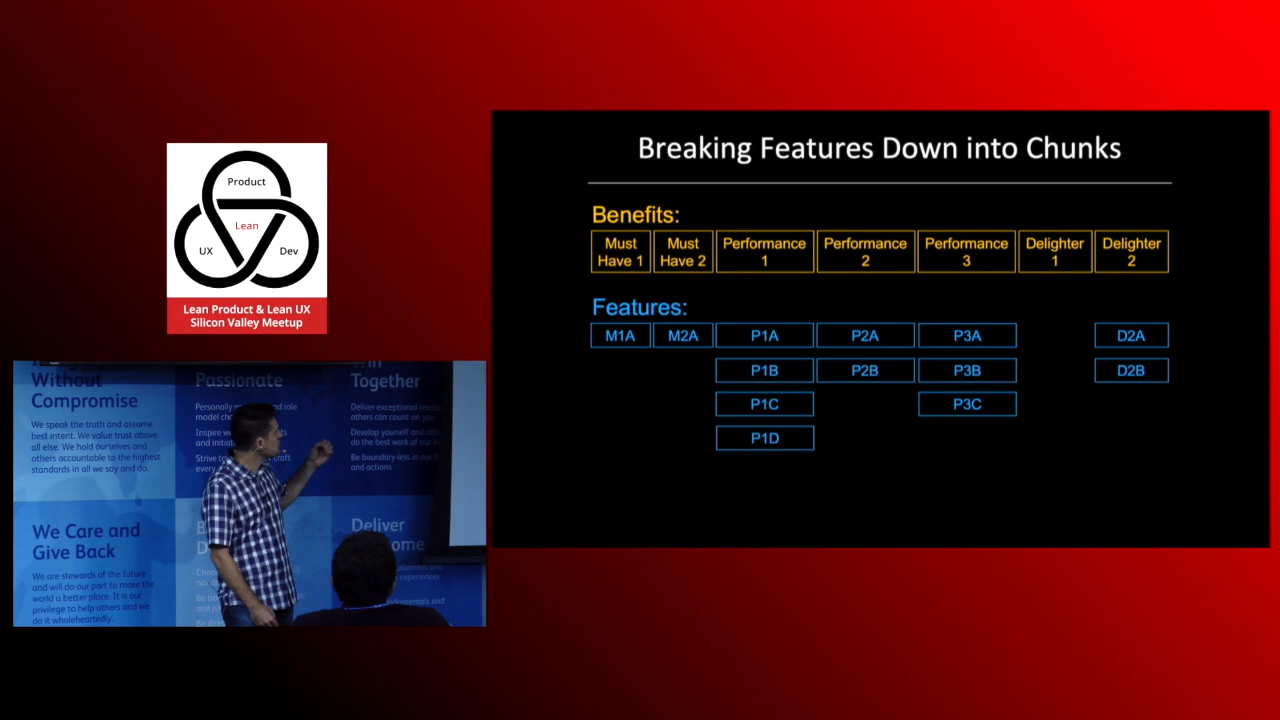 Product
Lean
UX
Dev
Lean Product & Lean UX
Silicon Valley Meetup
Breaking Features Down into Chunks
Benefits:
Must Have 1
Must Have 2
Performance 1
Performance 2
Performance 3
Delighter 1
Delighter 2
Features:
M1A M2A P1A P2A P3A D2A
P1B P2B P3B D2B
P1C P3C
P1D
Without
Compromise
We speak the truth and assume
best intent. We value trust above
all else. We hold ourselves and
others accountable to the highest
standards in all we say and do.
Passionate
Personally and role
model
Inspire
and
Strive to
every
Together
Deliver exceptional
others can count on you
Develop yourself and
do the best work of our
Be boundary-less in our
and actions
We Care and
Give Back
We are stewards of the future
and will do our part to make the
world a better place. It is our
privilege to help others and we
do it wholeheartedly.
Deliver
experiences
and